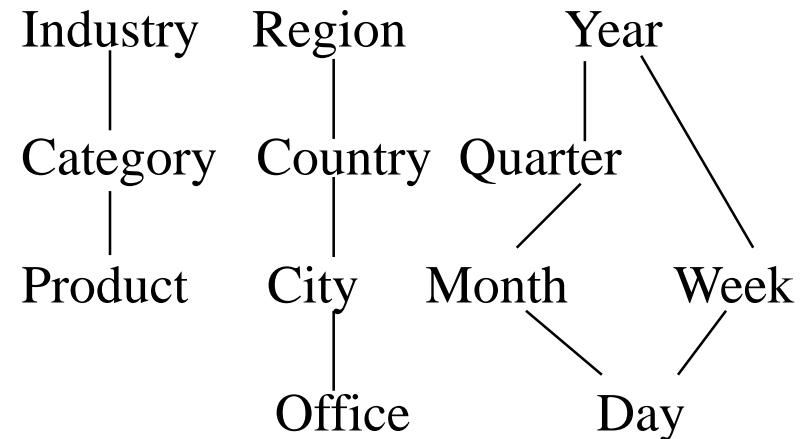 Industry Region Year
Category Country Quarter
Product City Month Week
Office Day